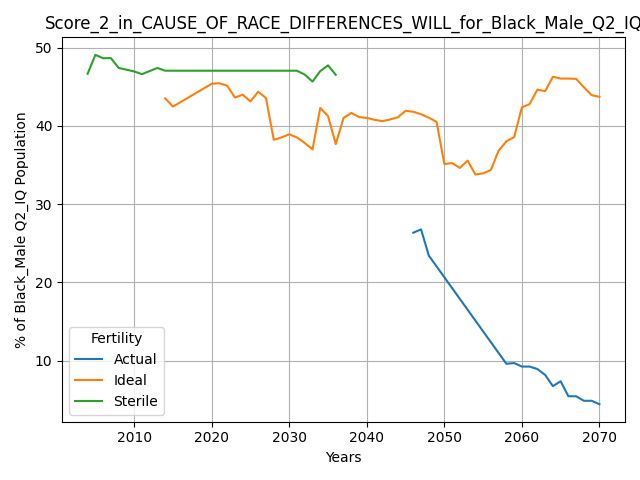 Score_2_in_CAUSE_OF_RACE_DIFFERENCES_WILL_for_Black_Male_Q2_IQ
50
40
30
20
10
% of Black_Male Q2_IQ Population
Fertility
Actual
Ideal
Sterile
2010 2020 2030 2040 2050 2060 2070
Years